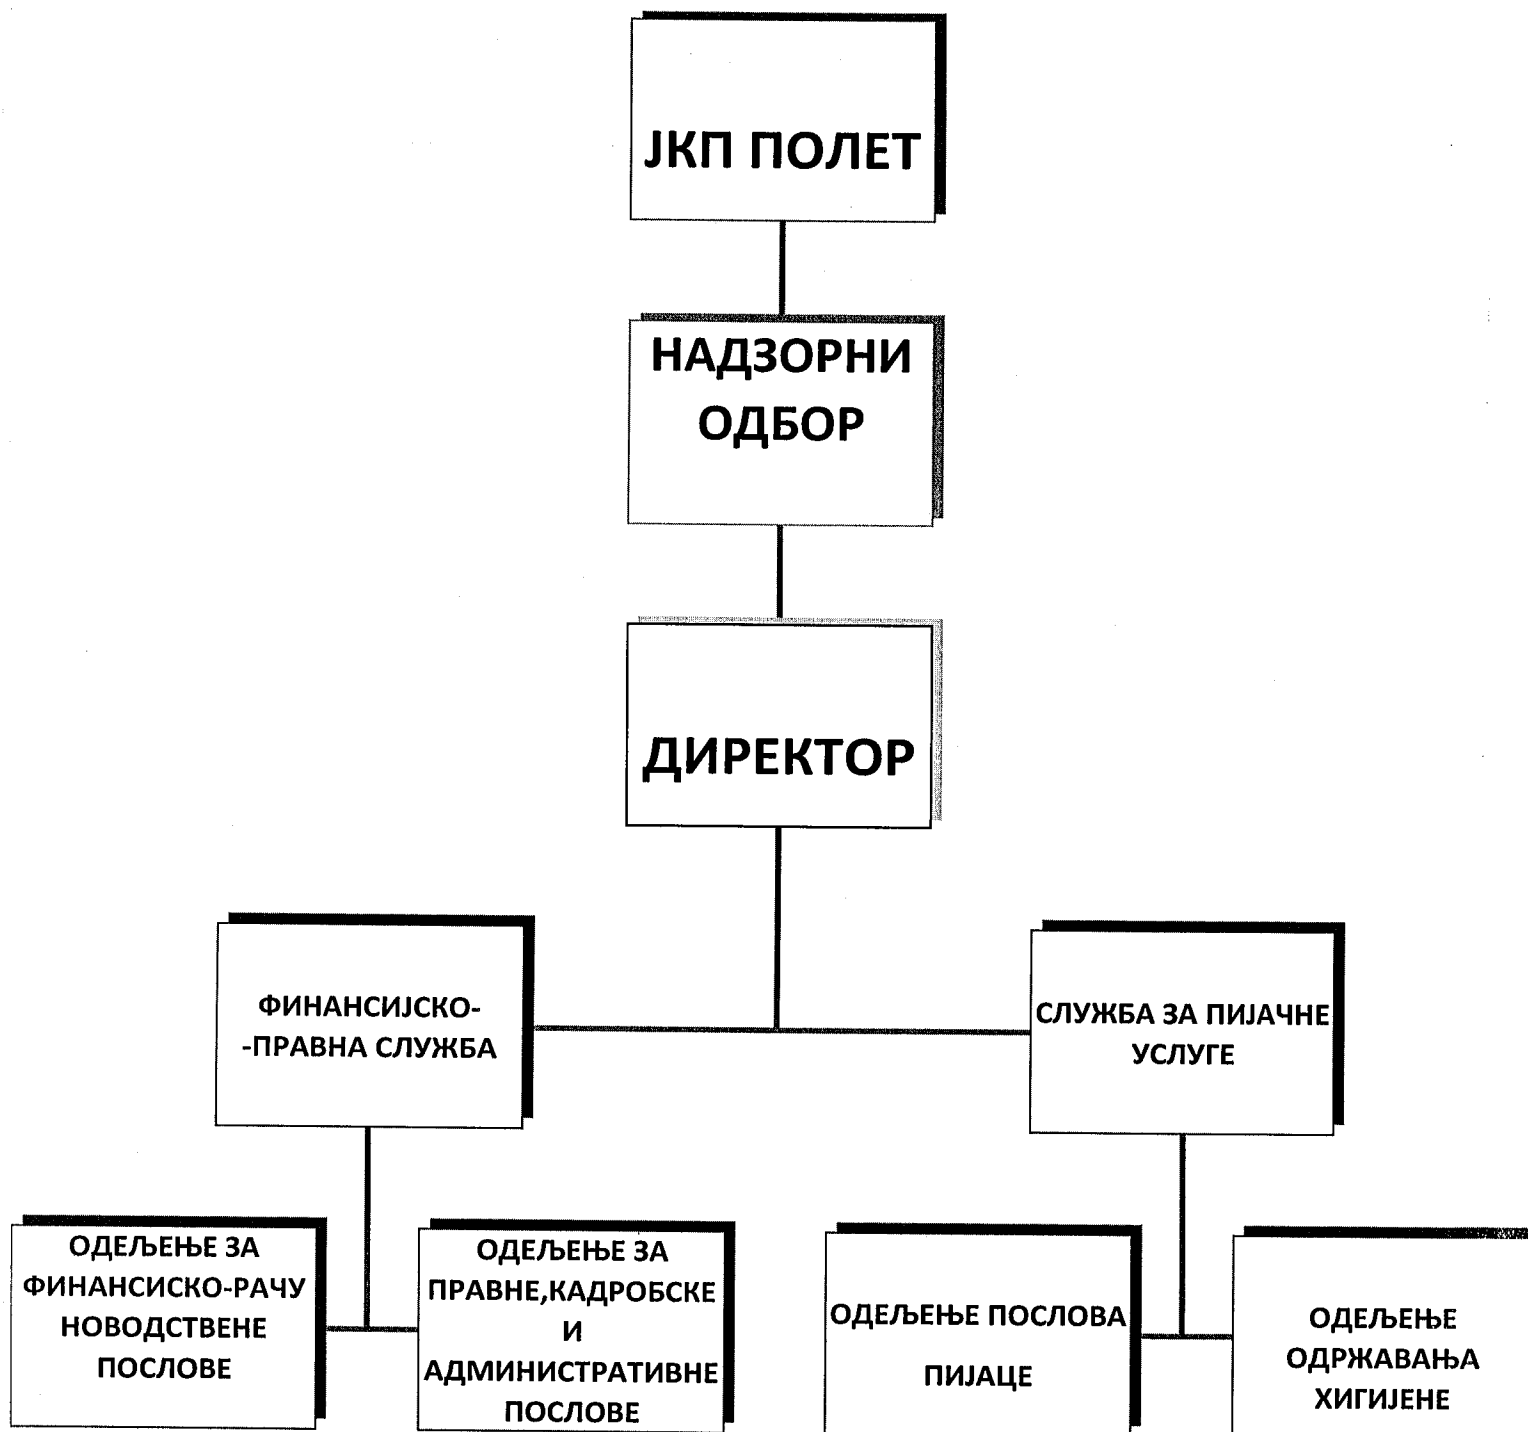 ЈКП ПОЛЕТ
НАДЗОРНИ
ОДБОР
ДИРЕКТОР
ФИНАНСИЈСКО-
-ПРАВНА СЛУЖБА
СЛУЖБА ЗА ПИЈАЧНЕ
УСЛУГЕ
ОДЕЉЕЊЕ ЗА
ФИНАНСИСКО-РАЧУ
НОВОДСТВЕНЕ
ПОСЛОВЕ
ОДЕЉЕЊЕ ЗА
ПРАВНЕ,КАДРОБСКЕ
И
АДМИНИСТРАТИВНЕ
ПОСЛОВЕ
ОДЕЉЕЊЕ ПОСЛОВА
ПИЈАЦЕ
ОДЕЉЕЊЕ
ОДРЖАВАЊА
ХИГИЈЕНЕ